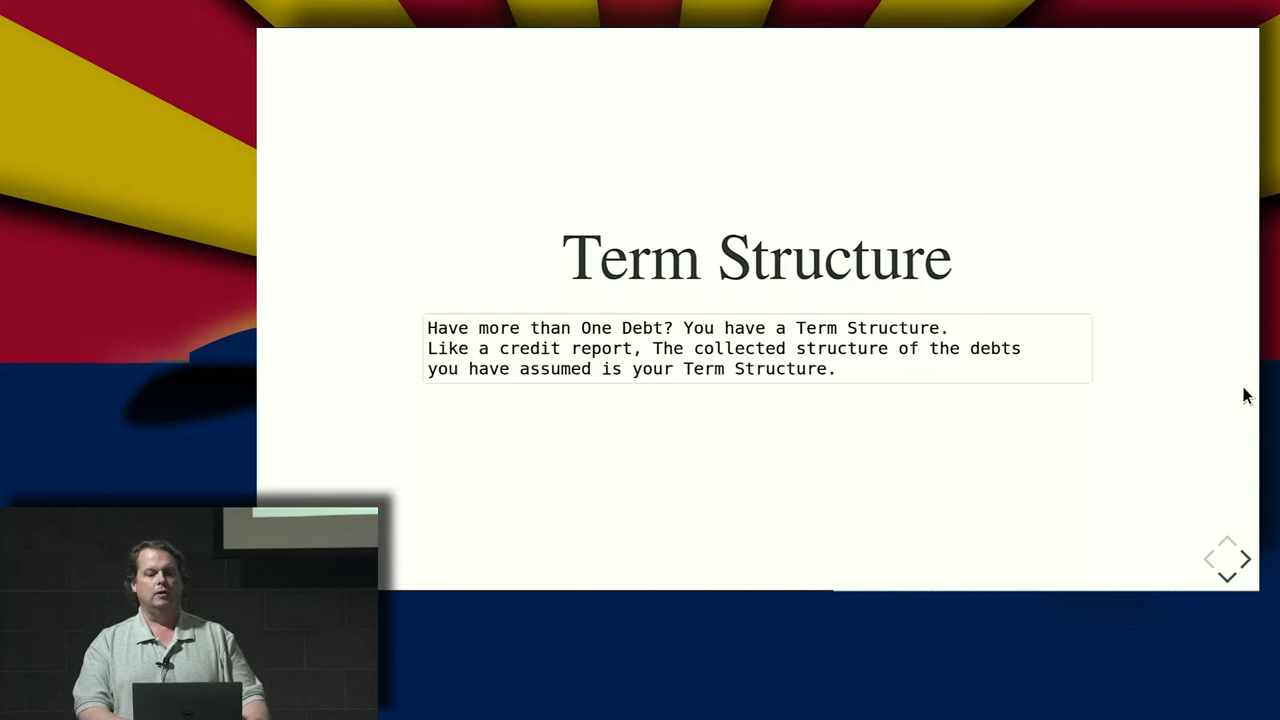 Term Structure
Have more than One Debt? You have a Term Structure.
Like a credit report, The collected structure of the debts
you have assumed is your Term Structure.